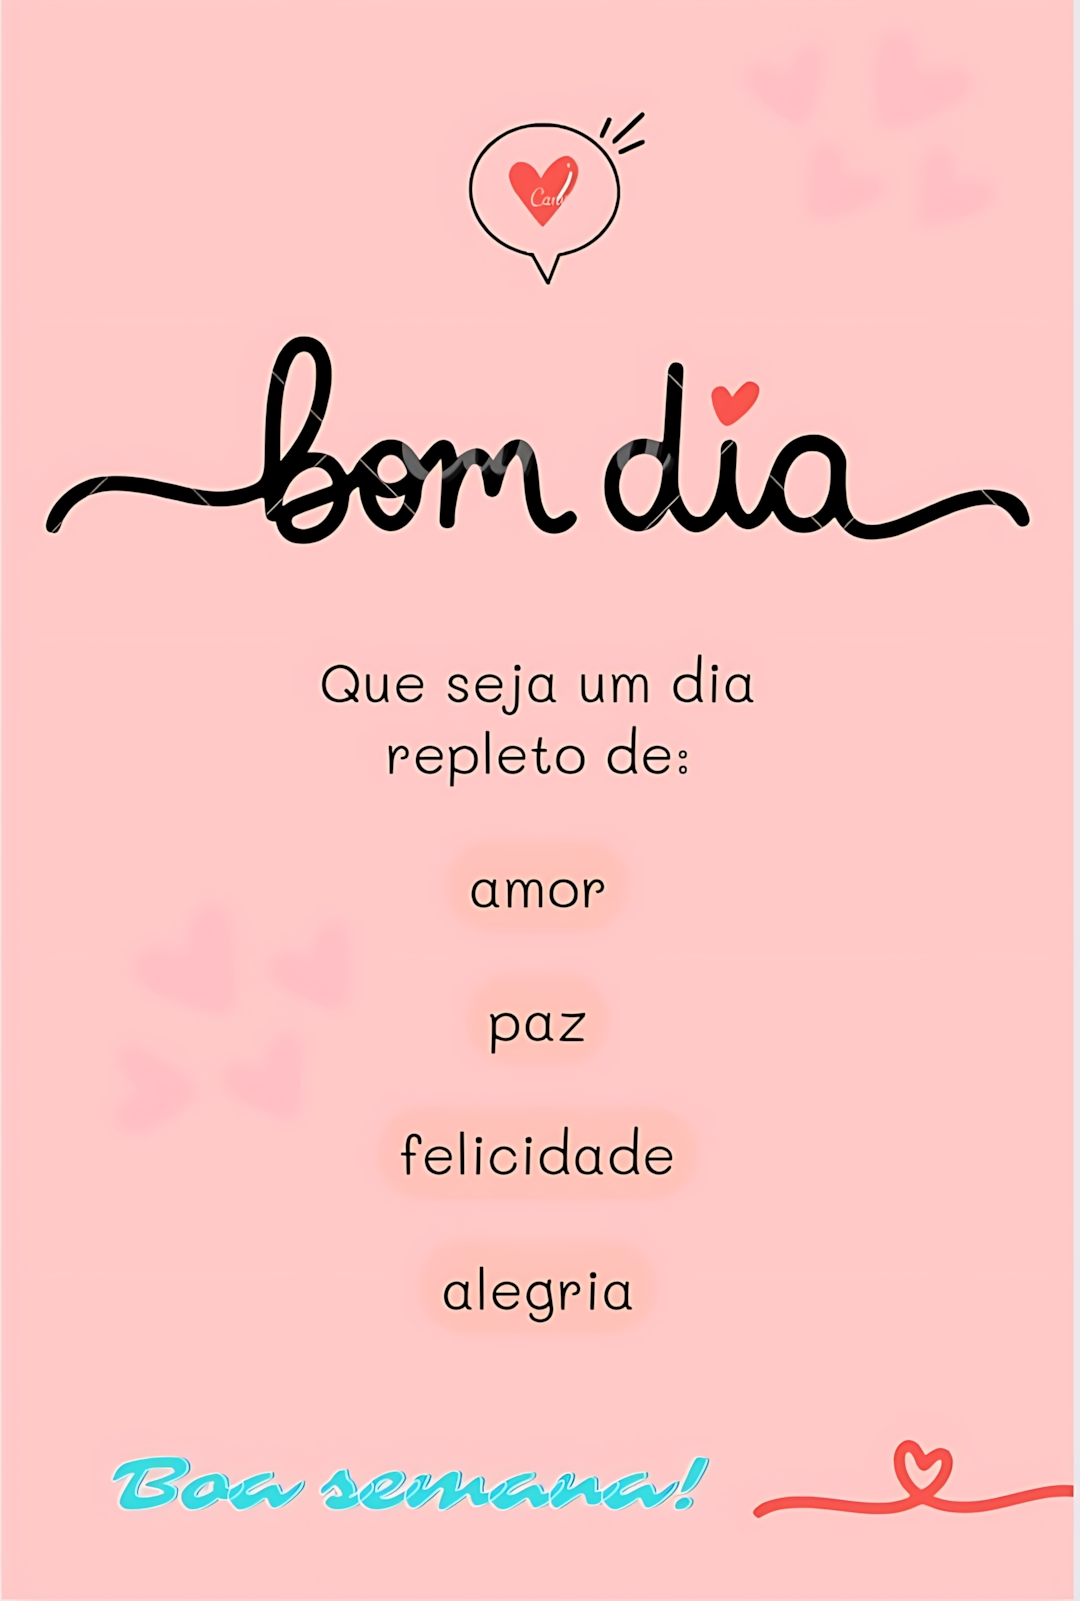 bom dia
Que seja um dia
repleto de:
amor
paz
felicidade
alegria
Boa semana!